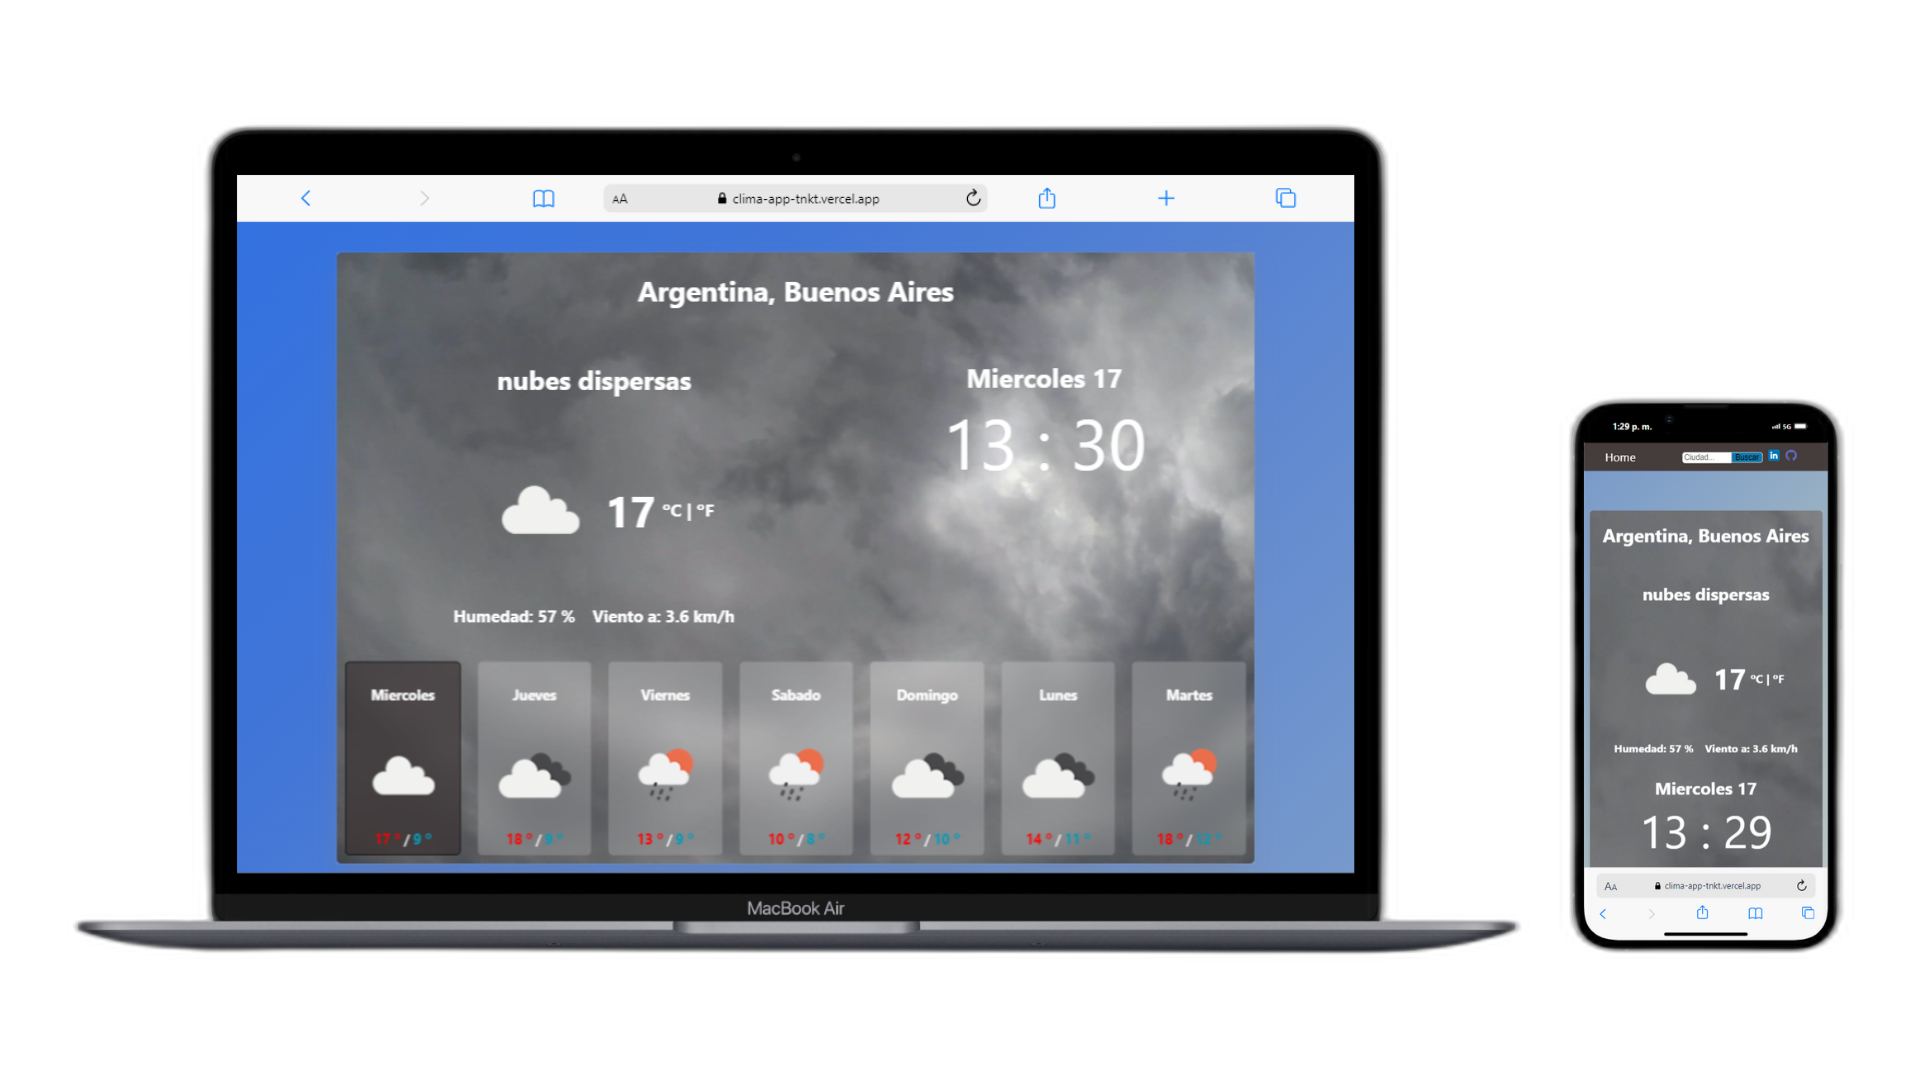 AA clima-app-tnkt.vercel.app
Argentina, Buenos Aires
nubes dispersas
Miercoles 17
13 : 30
17 °C | °F
Humedad: 57 % Viento a: 3.6 km/h
Miercoles Jueves Viernes Sabado Domingo Lunes Martes
17 ° / 9 ° 18 ° / 9 ° 13 ° / 9 ° 10 ° / 8 ° 12 ° / 10 ° 14 ° / 11 ° 18 ° / 12 °
MacBook Air
1:29 p. m. 5G
Home Ciudad... Buscar in
Argentina, Buenos Aires
nubes dispersas
17 °C | °F
Humedad: 57 % Viento a: 3.6 km/h
Miercoles 17
13 : 29
AA clima-app-tnkt.vercel.app